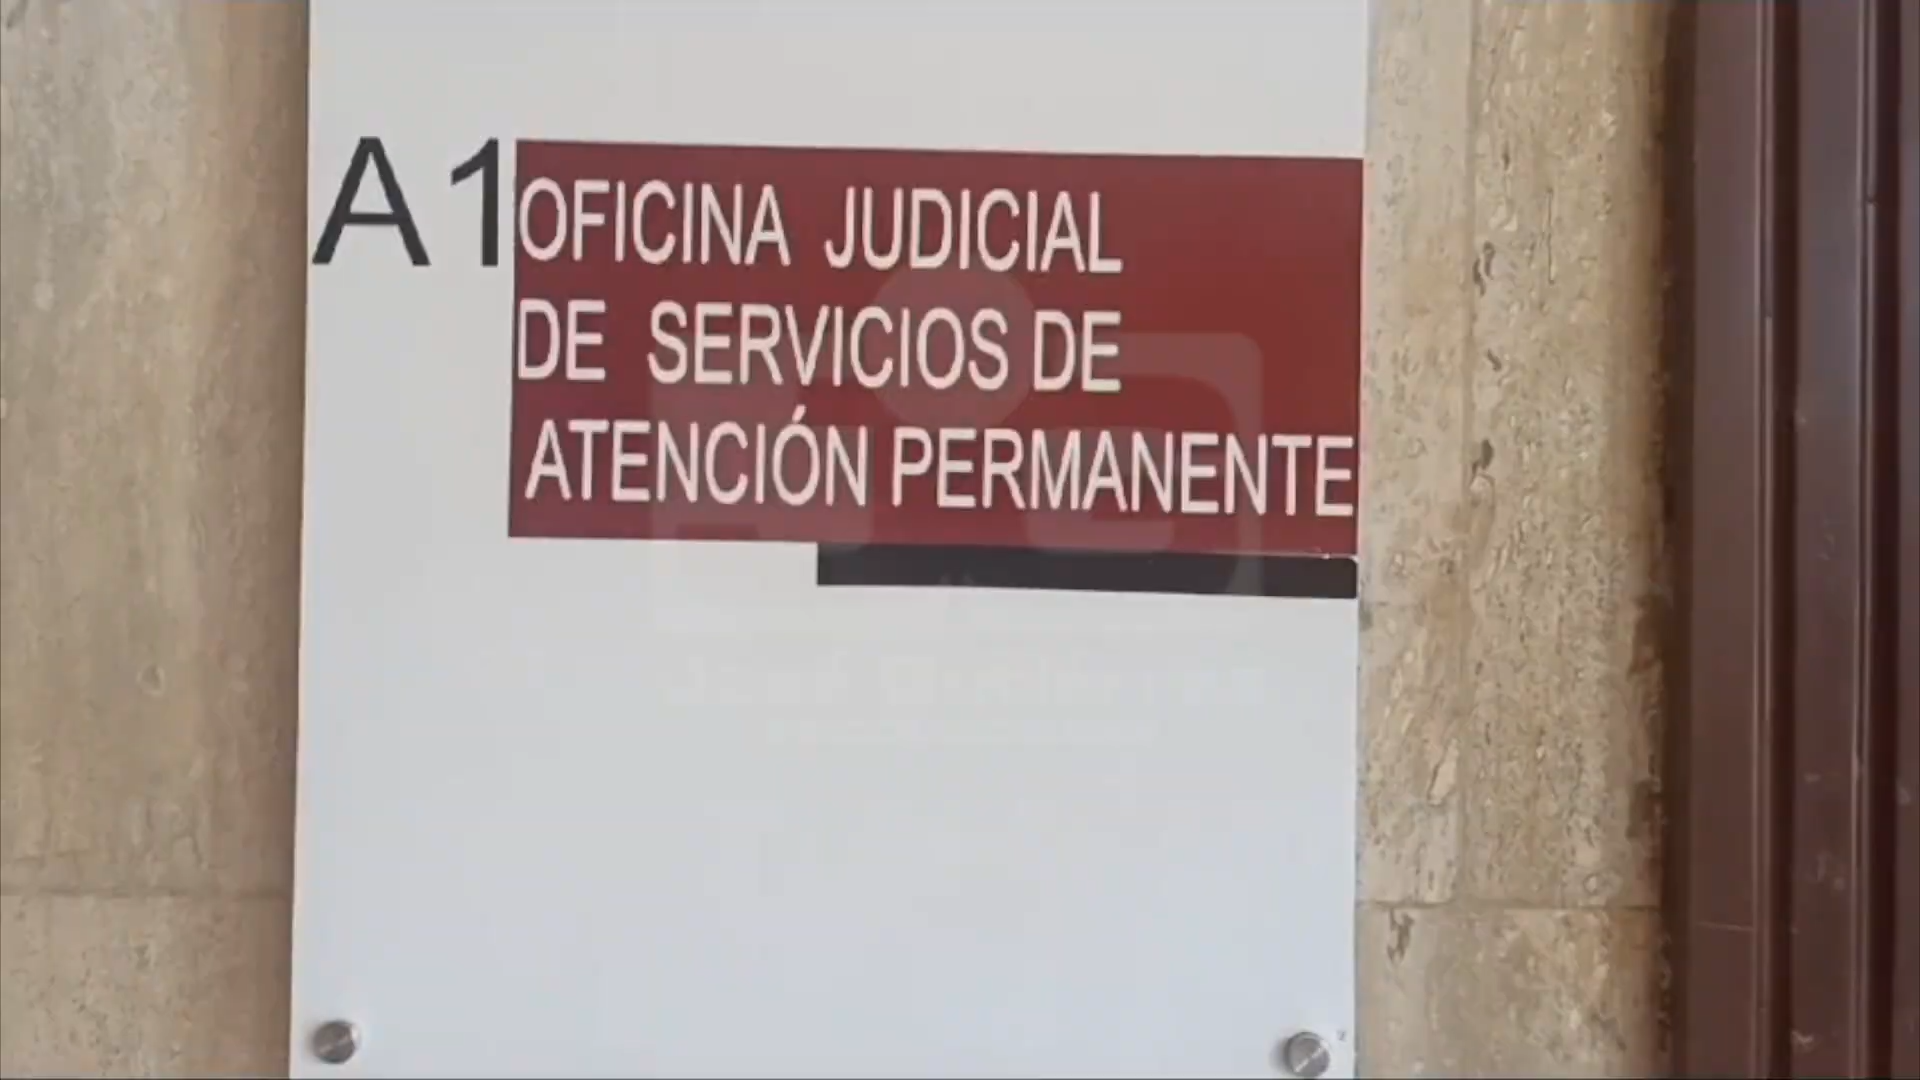 A1
OFICINA JUDICIAL
DE SERVICIOS DE
ATENCIÓN PERMANENTE